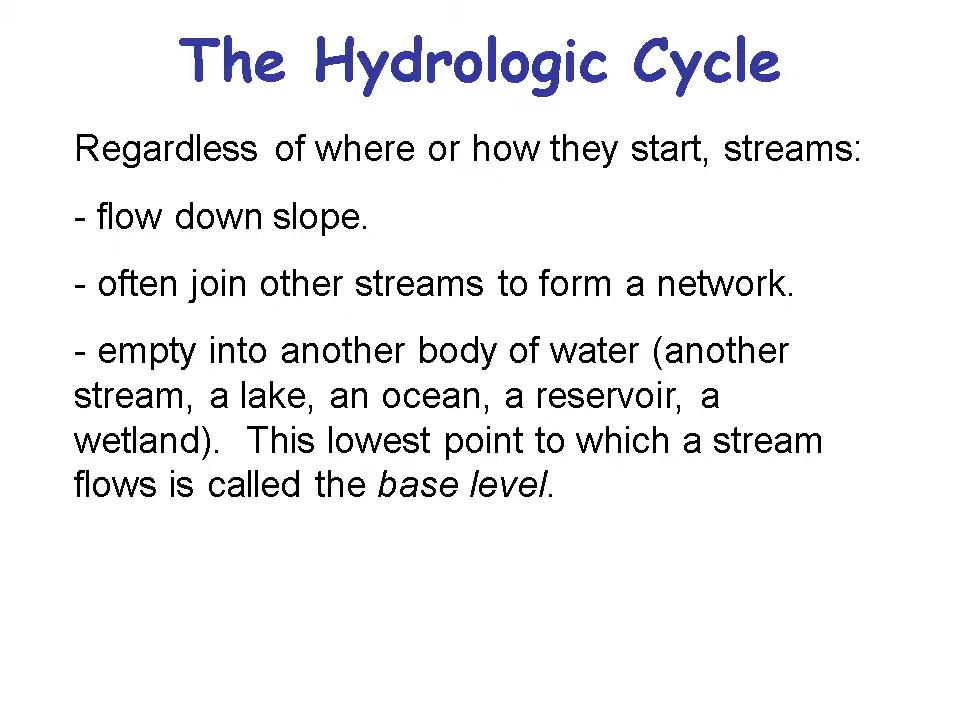 The Hydrologic Cycle
Regardless of where or how they start, streams:
- flow down slope.
- often join other streams to form a network.
- empty into another body of water (another
stream, a lake, an ocean, a reservoir, a
wetland).  This lowest point to which a stream
flows is called the base level.